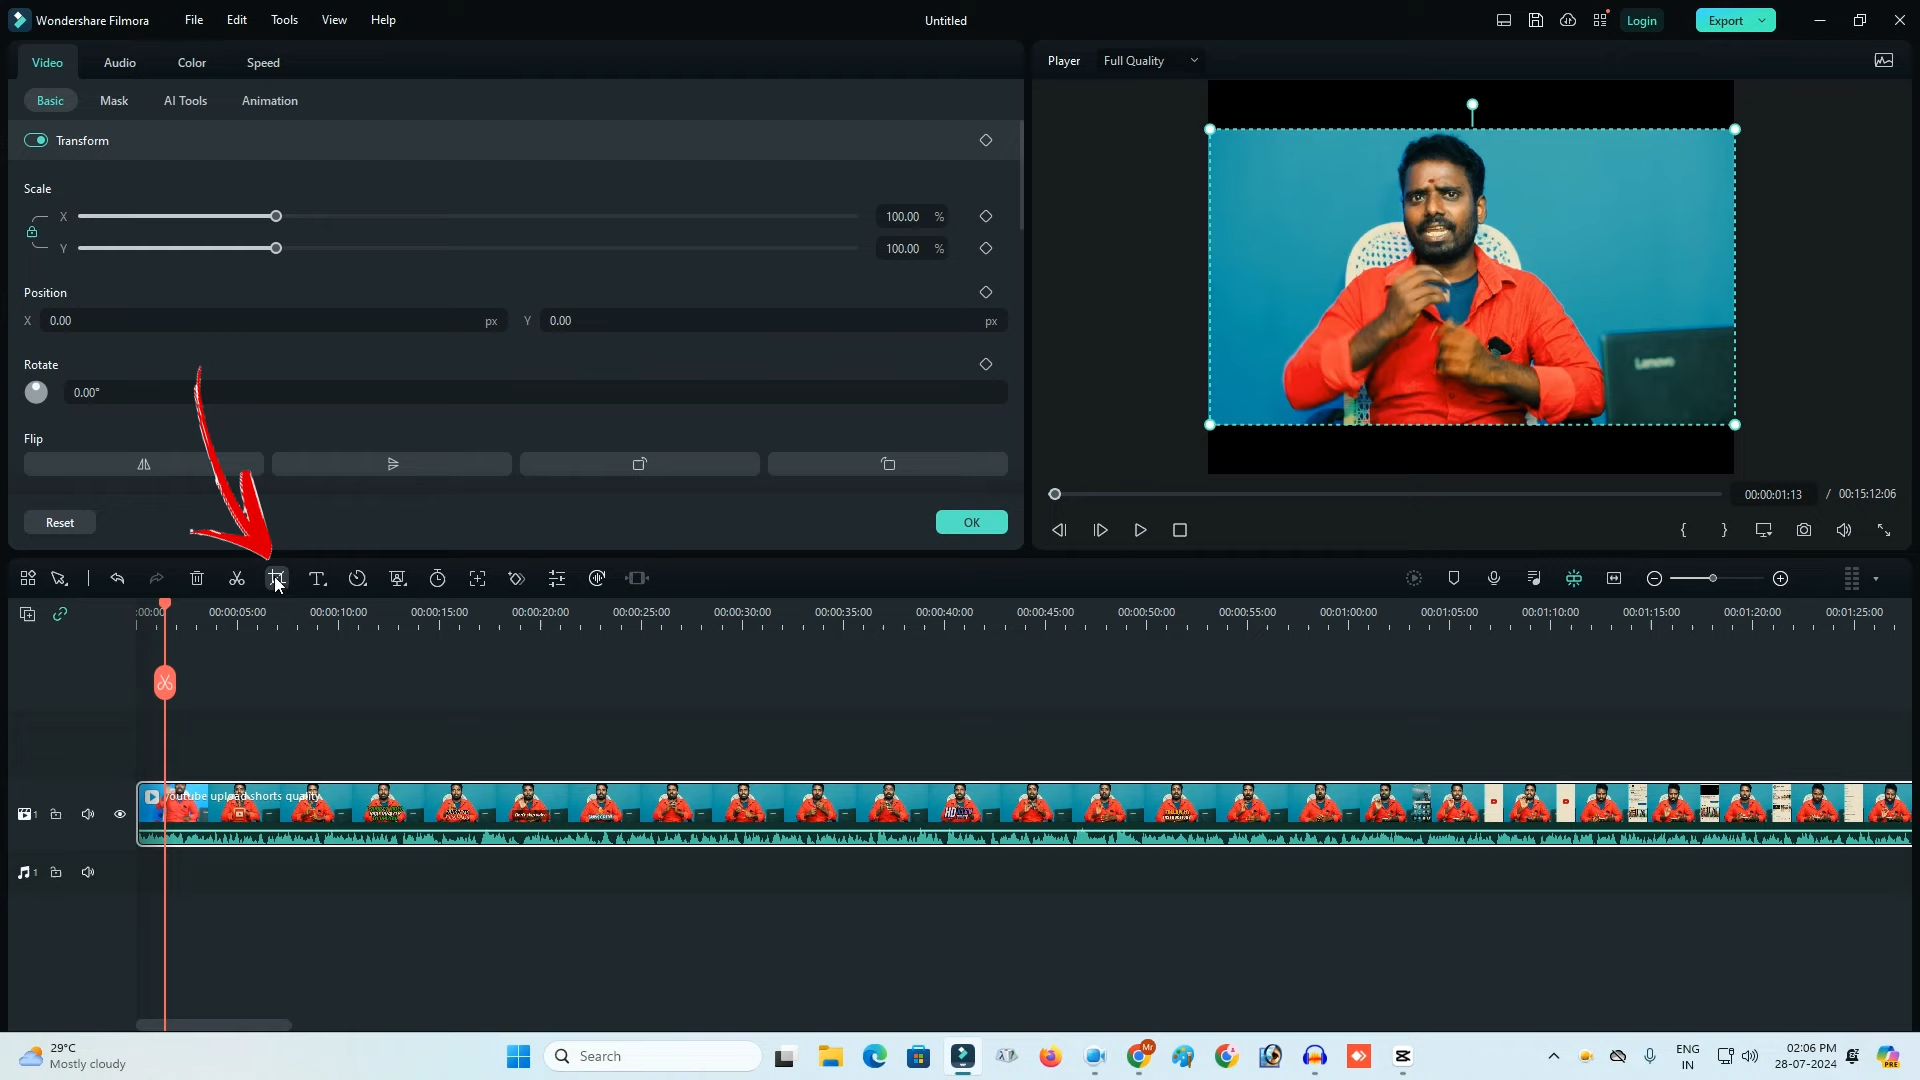 Wondershare Filmora File Edit Tools View Help Untitled Login Export
Video Audio Color Speed
Player Full Quality
Basic Mask AI Tools Animation
Transform
Scale
X 100.00 %
Y 100.00 %
Position
X 0.00 px Y 0.00 px
Rotate
0.00°
Flip
Lenovo
00:00:01:13 / 00:15:12:06
Reset OK
:00:00 00:00:05:00 00:00:10:00 00:00:15:00 00:00:20:00 00:00:25:00 00:00:30:00 00:00:35:00 00:00:40:00 00:00:45:00 00:00:50:00 00:00:55:00 00:01:00:00 00:01:05:00 00:01:10:00 00:01:15:00 00:01:20:00 00:01:25:00
youtube upload shorts quality
1
1
29°C
Mostly cloudy
Search
ENG
IN
02:06 PM
28-07-2024